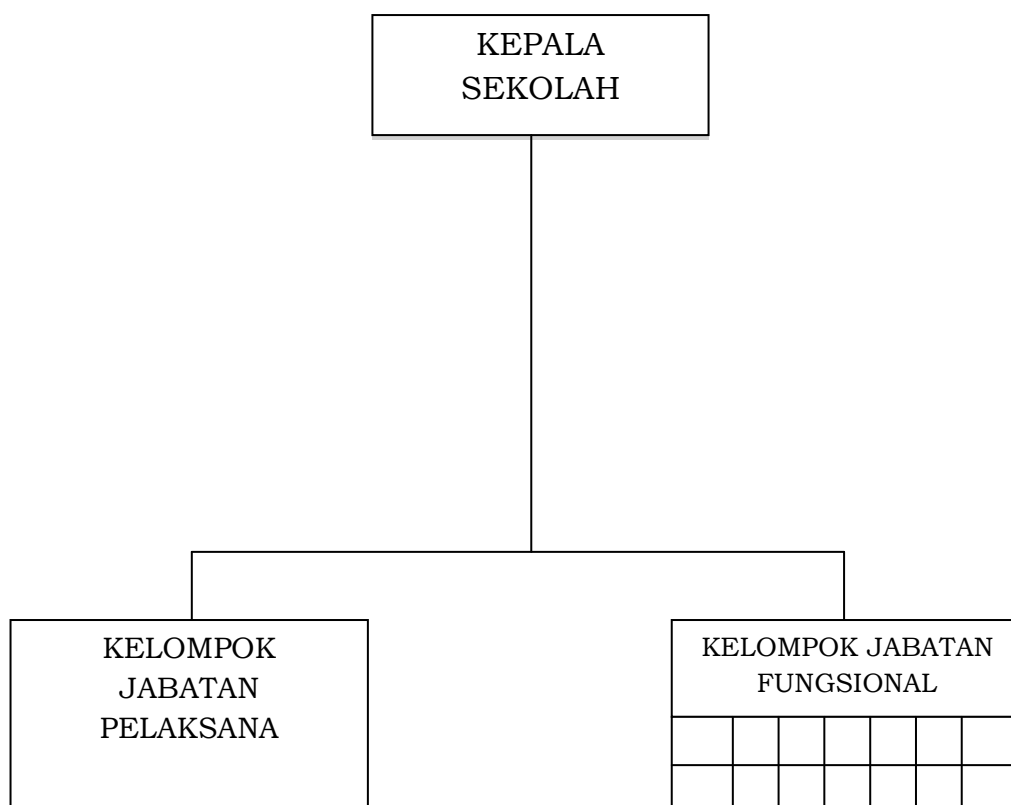 KEPALA
SEKOLAH
KELOMPOK
JABATAN
PELAKSANA
KELOMPOK JABATAN
FUNGSIONAL